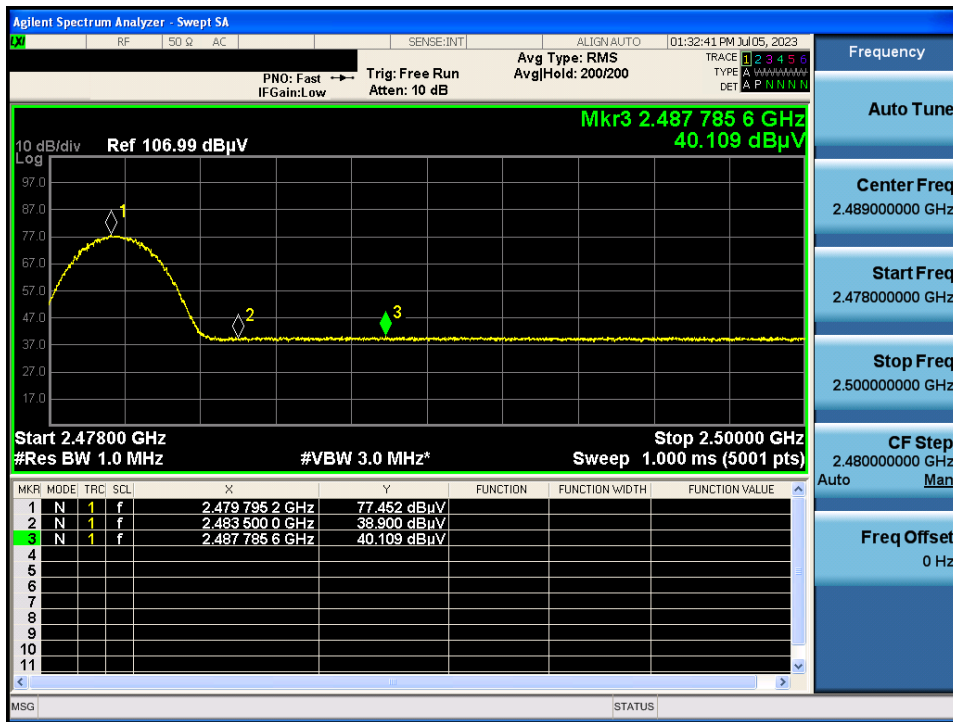 Agilent Spectrum Analyzer - Swept SA
LXI RF 50 Ω AC SENSE:INT ALIGN AUTO 01:32:41 PM Jul 05, 2023
Frequency
PNO: Fast
IFGain:Low
Trig: Free Run
Atten: 10 dB
Avg Type: RMS
Avg|Hold: 200/200
TRACE 1 2 3 4 5 6
TYPE A
DET A P N N N N
Mkr3 2.487 785 6 GHz
40.109 dBµV
10 dB/div
Log
Ref 106.99 dBµV
97.0
87.0
77.0
67.0
57.0
47.0
37.0
27.0
17.0
1
2
3
Start 2.47800 GHz
Stop 2.50000 GHz
#Res BW 1.0 MHz
#VBW 3.0 MHz*
Sweep 1.000 ms (5001 pts)
MKR MODE TRC SCL X Y FUNCTION FUNCTION WIDTH FUNCTION VALUE
1 N 1 f 2.479 795 2 GHz 77.452 dBµV
2 N 1 f 2.483 500 0 GHz 38.900 dBµV
3 N 1 f 2.487 785 6 GHz 40.109 dBµV
4
5
6
7
8
9
10
11
MSG
STATUS
Auto Tune
Center Freq
2.489000000 GHz
Start Freq
2.478000000 GHz
Stop Freq
2.500000000 GHz
CF Step
2.480000000 GHz
Auto Man
Freq Offset
0 Hz